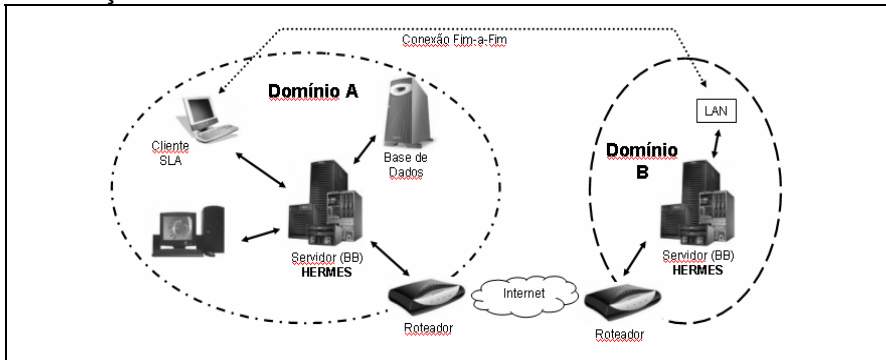 Conexão Fim-a-Fim
Domínio A
Cliente
SLA
Base de
Dados
Servidor (BB)
HERMES
Roteador
Internet
Domínio
B
LAN
Servidor (BB)
HERMES
Roteador